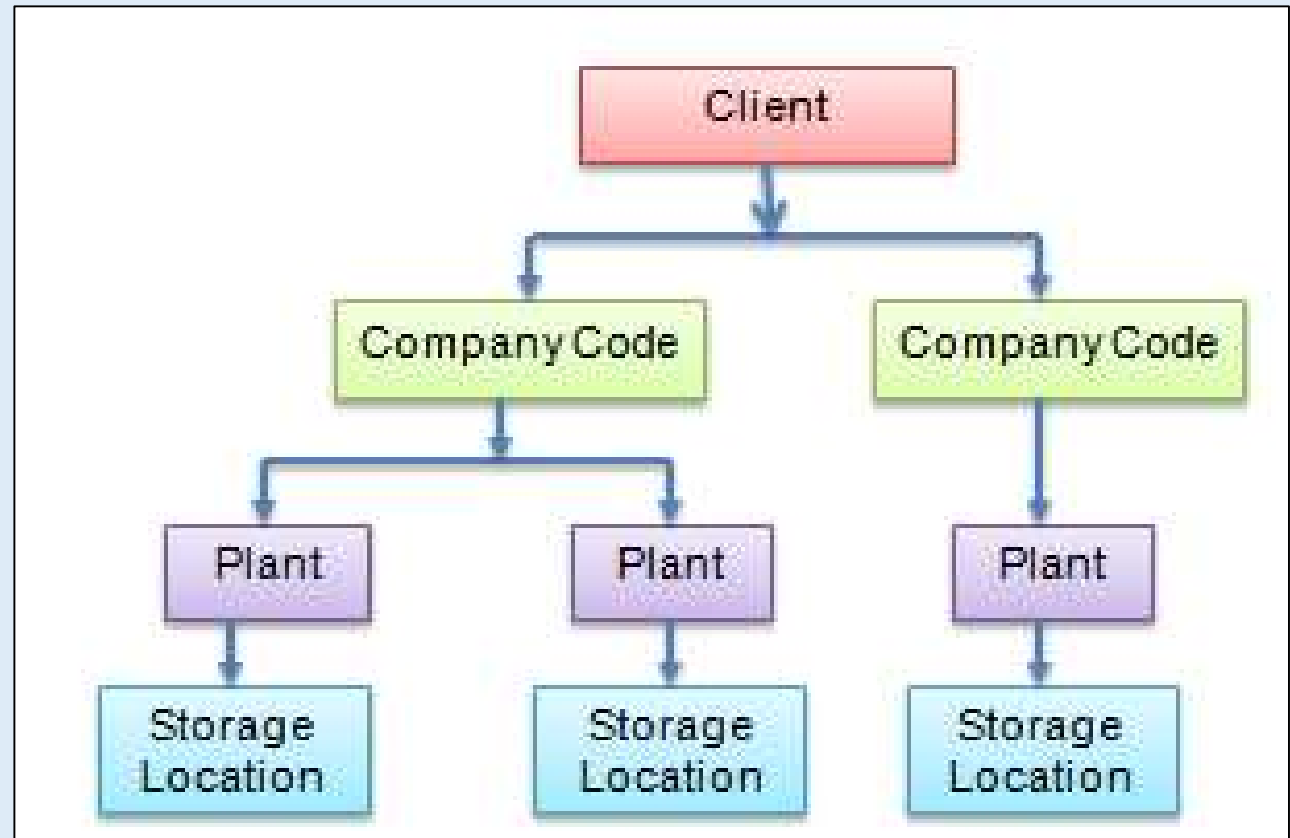 Client
Company Code
Company Code
Plant
Plant
Plant
Storage
Location
Storage
Location
Storage
Location